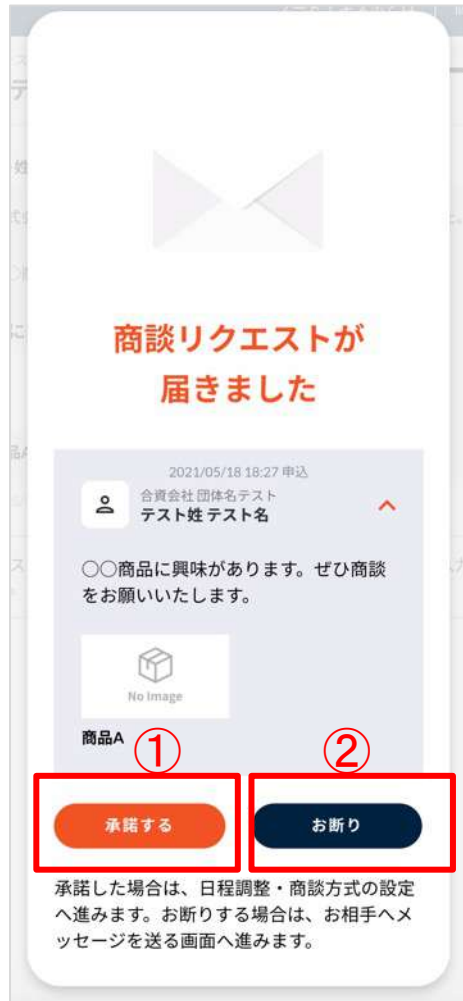 商談リクエストが
届きました
2021/05/18 18:27 申込
合資会社 団体名テスト
テスト姓 テスト名
○○商品に興味があります。ぜひ商談
をお願いいたします。
No Image
商品A
① ②
承諾する お断り
承諾した場合は、日程調整・商談方式の設定
へ進みます。お断りする場合は、お相手へメ
ッセージを送る画面へ進みます。